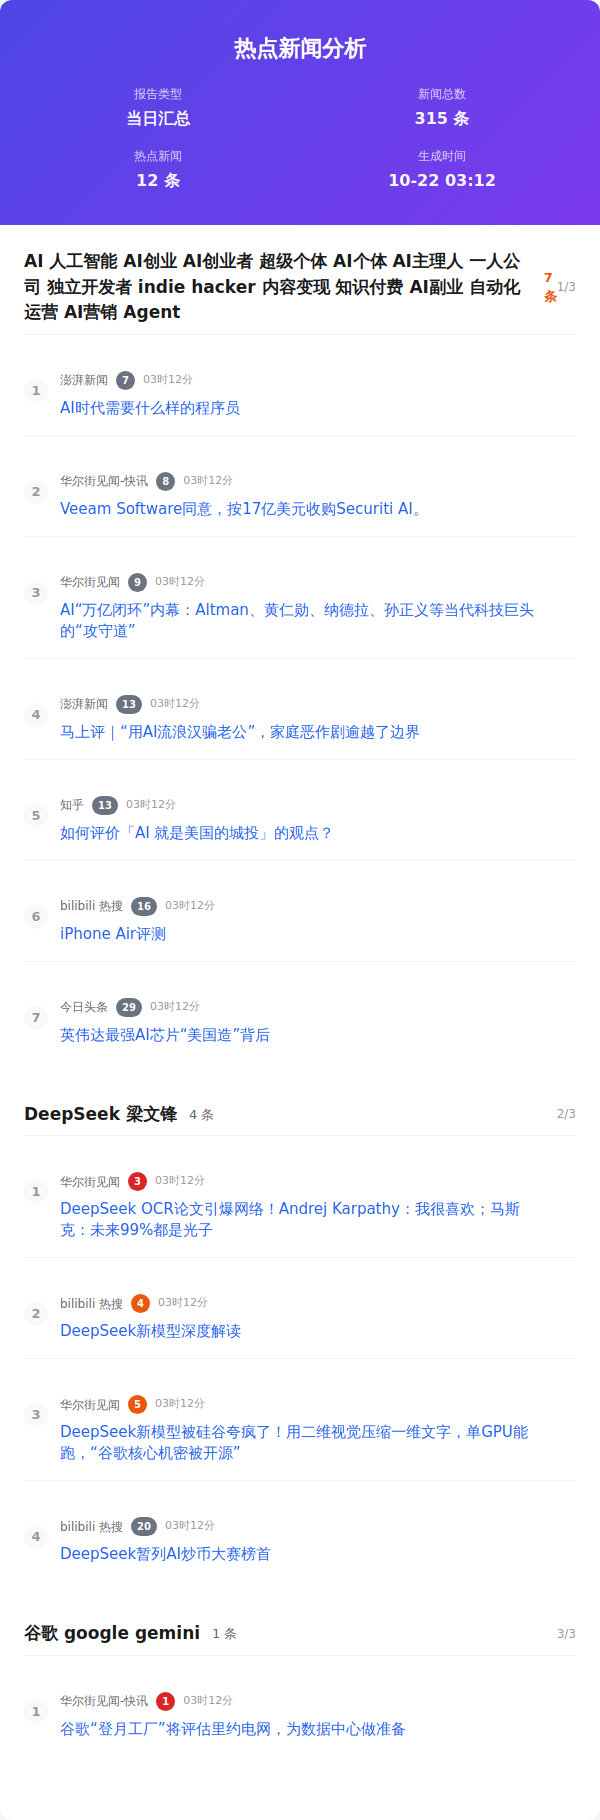 热点新闻分析
报告类型
新闻总数
当日汇总
315 条
热点新闻
生成时间
12 条
10-22 03:12
AI 人工智能 AI创业 AI创业者 超级个体 AI个体 AI主理人 一人公
司 独立开发者 indie hacker 内容变现 知识付费 AI副业 自动化
运营 AI营销 Agent
7
条
1/3
1
澎湃新闻 7 03时12分
AI时代需要什么样的程序员
2
华尔街见闻-快讯 8 03时12分
Veeam Software同意，按17亿美元收购Securiti AI。
3
华尔街见闻 9 03时12分
AI“万亿闭环”内幕：Altman、黄仁勋、纳德拉、孙正义等当代科技巨头
的“攻守道”
4
澎湃新闻 13 03时12分
马上评｜“用AI流浪汉骗老公”，家庭恶作剧逾越了边界
5
知乎 13 03时12分
如何评价「AI 就是美国的城投」的观点？
6
bilibili 热搜 16 03时12分
iPhone Air评测
7
今日头条 29 03时12分
英伟达最强AI芯片“美国造”背后
DeepSeek 梁文锋 4 条 2/3
1
华尔街见闻 3 03时12分
DeepSeek OCR论文引爆网络！Andrej Karpathy：我很喜欢；马斯
克：未来99%都是光子
2
bilibili 热搜 4 03时12分
DeepSeek新模型深度解读
3
华尔街见闻 5 03时12分
DeepSeek新模型被硅谷夸疯了！用二维视觉压缩一维文字，单GPU能
跑，“谷歌核心机密被开源”
4
bilibili 热搜 20 03时12分
DeepSeek暂列AI炒币大赛榜首
谷歌 google gemini 1 条 3/3
1
华尔街见闻-快讯 1 03时12分
谷歌“登月工厂”将评估里约电网，为数据中心做准备